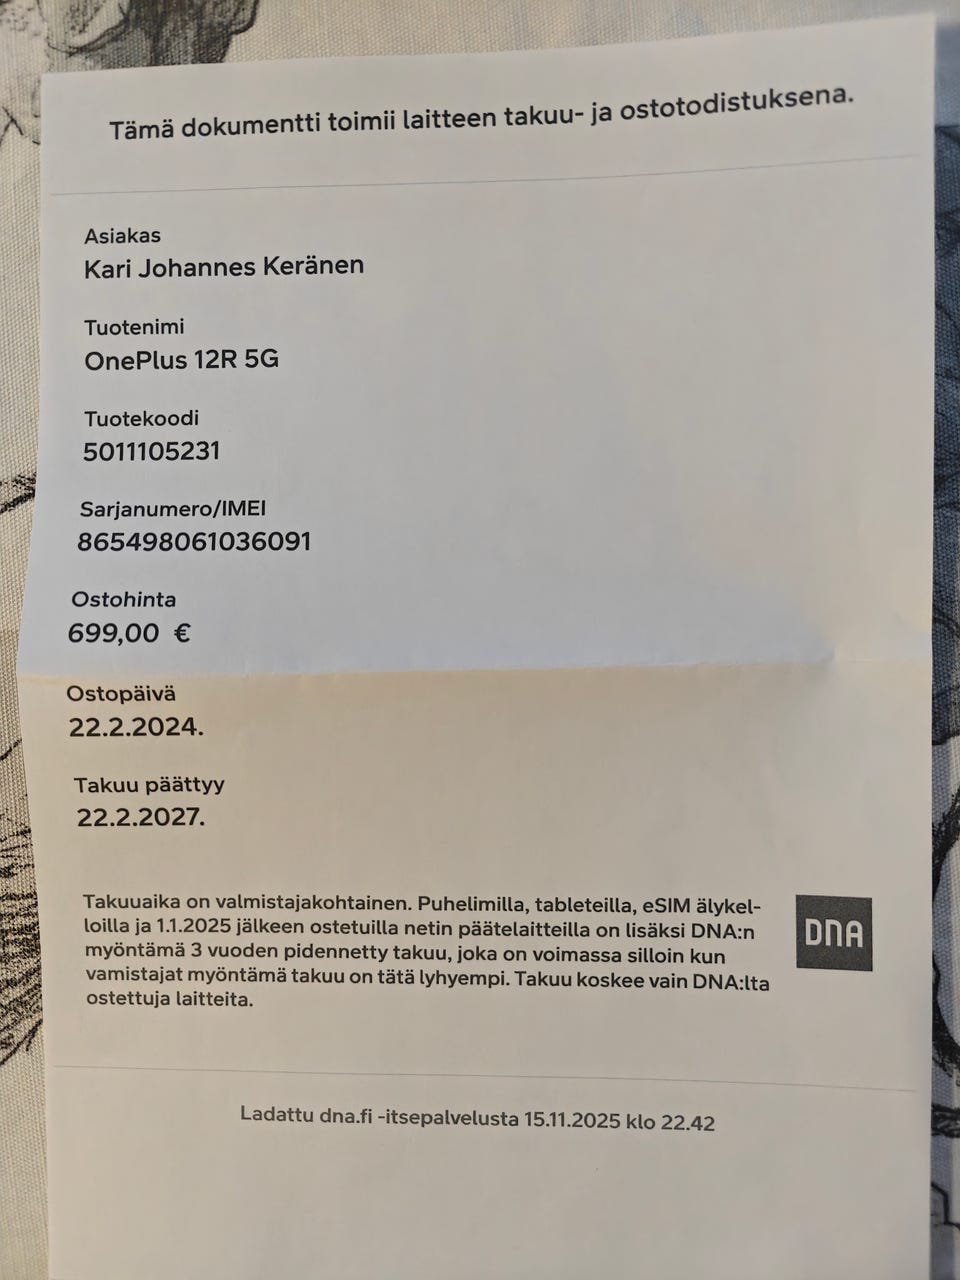 Tämä dokumentti toimii laitteen takuu- ja ostotodistuksena.
Asiakas
Kari Johannes Keränen
Tuotenimi
OnePlus 12R 5G
Tuotekoodi
5011105231
Sarjanumero/IMEI
865498061036091
Ostohinta
699,00 €
Ostopäivä
22.2.2024.
Takuu päättyy
22.2.2027.
Takuuaika on valmistajakohtainen. Puhelimilla, tableteilla, eSIM älykel-
loilla ja 1.1.2025 jälkeen ostetuilla netin päätelaitteilla on lisäksi DNA:n
myöntämä 3 vuoden pidennetty takuu, joka on voimassa silloin kun
vamistajat myöntämä takuu on tätä lyhyempi. Takuu koskee vain DNA:lta
ostettuja laitteita.
DNA
Ladattu dna.fi -itsepalvelusta 15.11.2025 klo 22.42